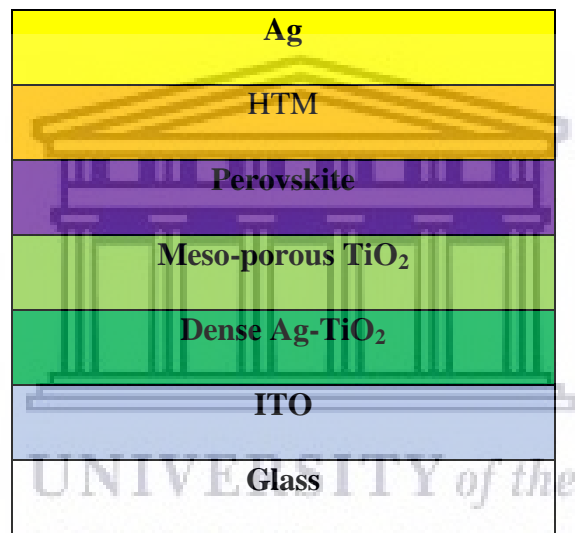 Ag
HTM
Perovskite
Meso-porous TiO₂
Dense Ag-TiO₂
ITO
Glass
UNIVERSITY of the